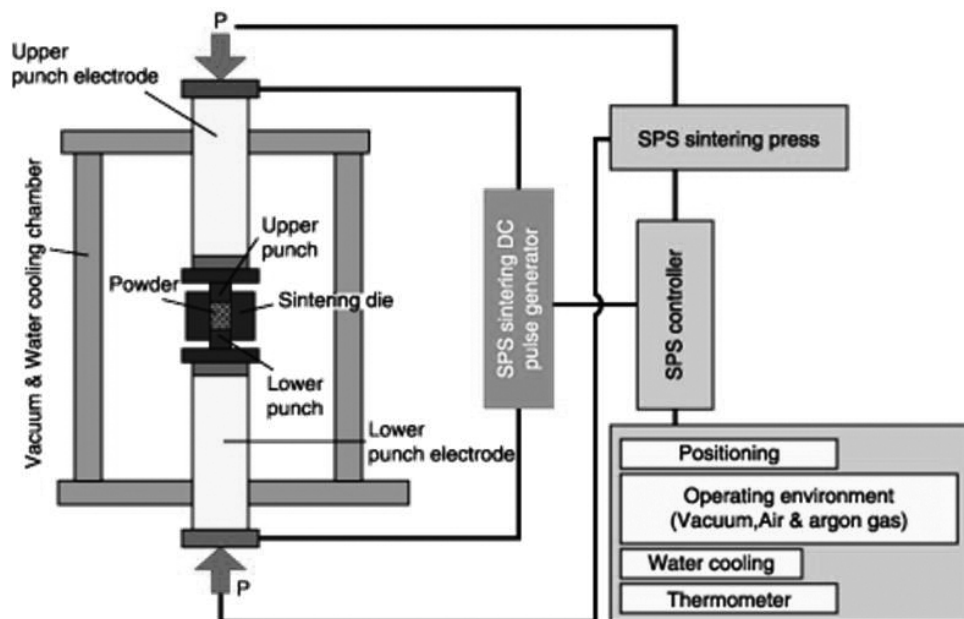 P
Upper
punch electrode
SPS sintering press
Vacuum & Water cooling chamber
Upper
punch
Powder
Sintering die
SPS sintering DC
pulse generator
SPS controller
Lower
punch
Lower
punch electrode
Positioning
Operating environment
(Vacuum,Air & argon gas)
Water cooling
Thermometer
P